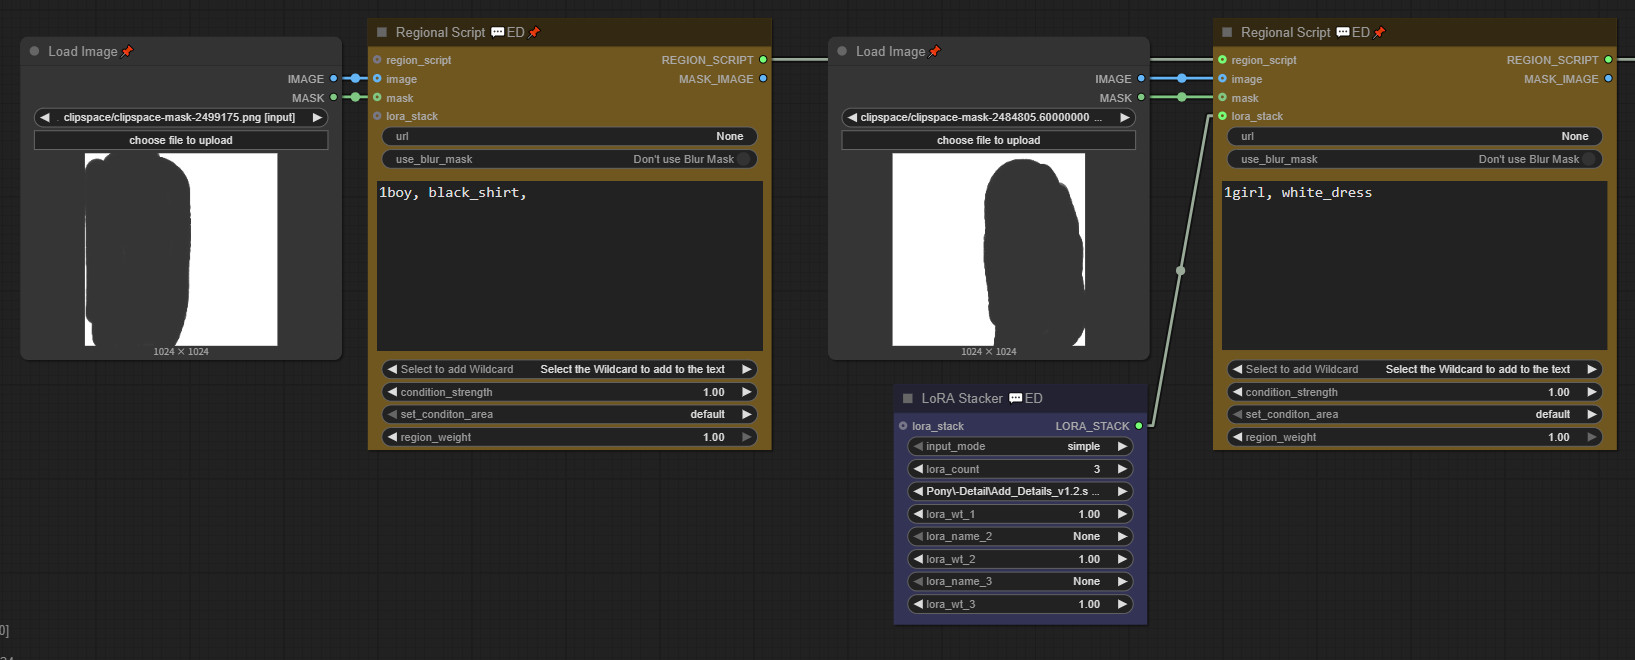 Load Image
IMAGE
MASK
clipspace/clipspace-mask-2499175.png [input]
choose file to upload
1024 × 1024
Regional Script 💬ED
region_script
REGION_SCRIPT
image
MASK_IMAGE
mask
lora_stack
url
None
use_blur_mask
Don't use Blur Mask
1boy, black_shirt,
Select to add Wildcard
Select the Wildcard to add to the text
condition_strength
1.00
set_conditon_area
default
region_weight
1.00
Load Image
IMAGE
MASK
clipspace/clipspace-mask-2484805.60000000 ...
choose file to upload
1024 × 1024
LoRA Stacker 💬ED
lora_stack
LORA_STACK
input_mode
simple
lora_count
3
Pony\-Detail\Add_Details_v1.2.s ...
lora_wt_1
1.00
lora_name_2
None
lora_wt_2
1.00
lora_name_3
None
lora_wt_3
1.00
Regional Script 💬ED
region_script
REGION_SCRIPT
image
MASK_IMAGE
mask
lora_stack
url
None
use_blur_mask
Don't use Blur Mask
1girl, white_dress
Select to add Wildcard
Select the Wildcard to add to the text
condition_strength
1.00
set_conditon_area
default
region_weight
1.00
0]